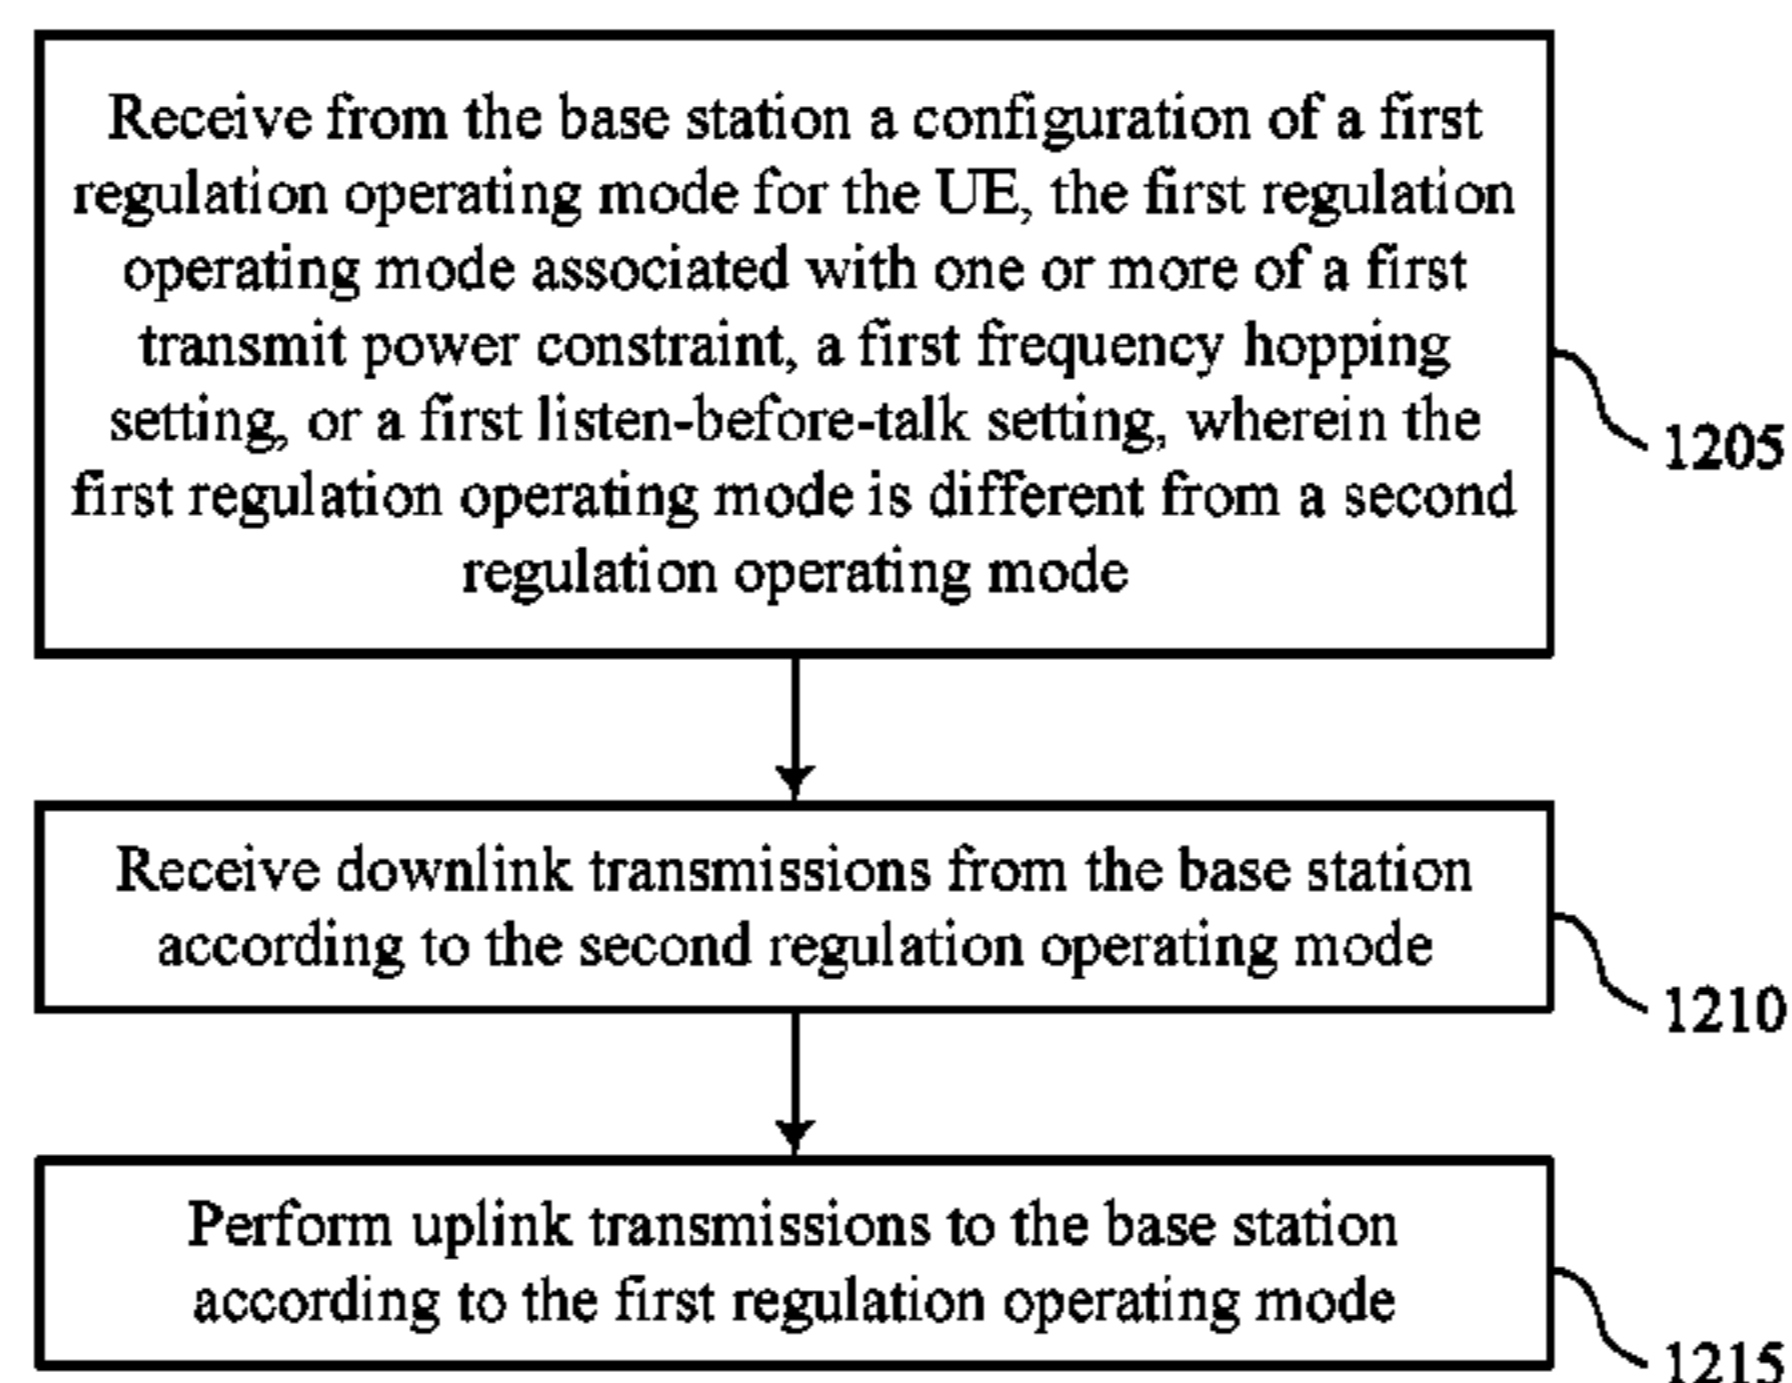 Receive from the base station a configuration of a first
regulation operating mode for the UE, the first regulation
operating mode associated with one or more of a first
transmit power constraint, a first frequency hopping
setting, or a first listen-before-talk setting, wherein the
first regulation operating mode is different from a second
regulation operating mode
1205
Receive downlink transmissions from the base station
according to the second regulation operating mode
1210
Perform uplink transmissions to the base station
according to the first regulation operating mode
1215